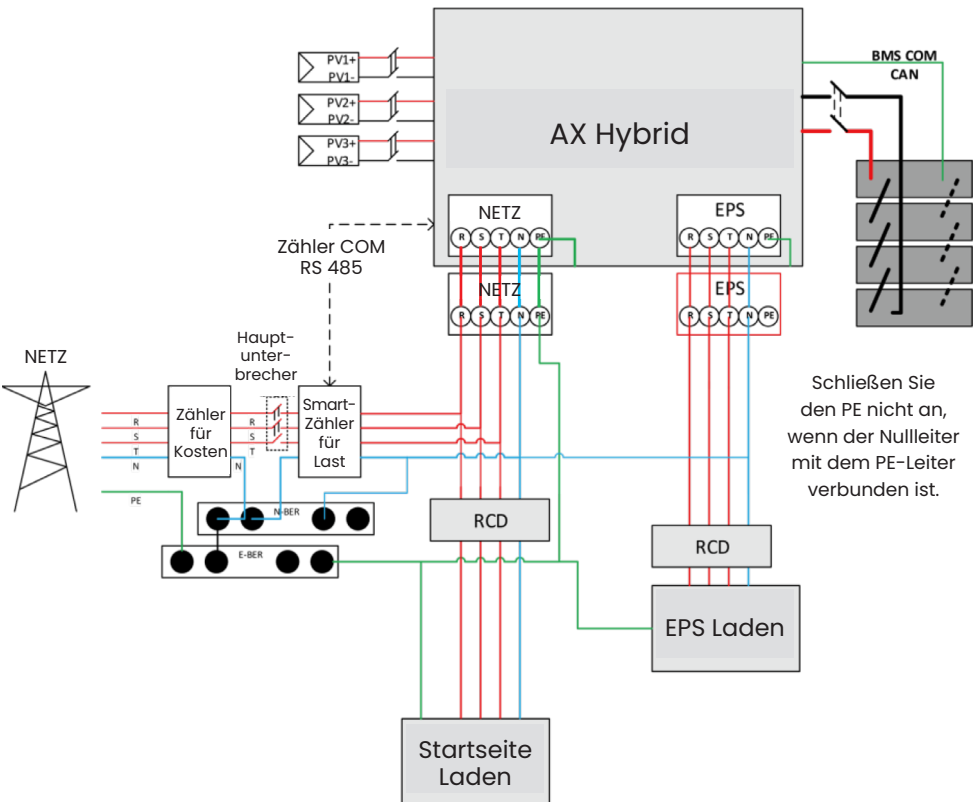 PV1+
PV1-
PV2+
PV2-
PV3+
PV3-
AX Hybrid
BMS COM
CAN
NETZ
R S T N PE
EPS
R S T N PE
Zähler COM
RS 485
NETZ
R S T N PE
EPS
R S T N PE
Haupt-
unter-
brecher
NETZ
Zähler
für
Kosten
Smart-
Zähler
für
Last
R
S
T
N
PE
R
S
T
N
N-BER
E-BER
Schließen Sie
den PE nicht an,
wenn der Nullleiter
mit dem PE-Leiter
verbunden ist.
RCD
RCD
EPS Laden
Startseite
Laden